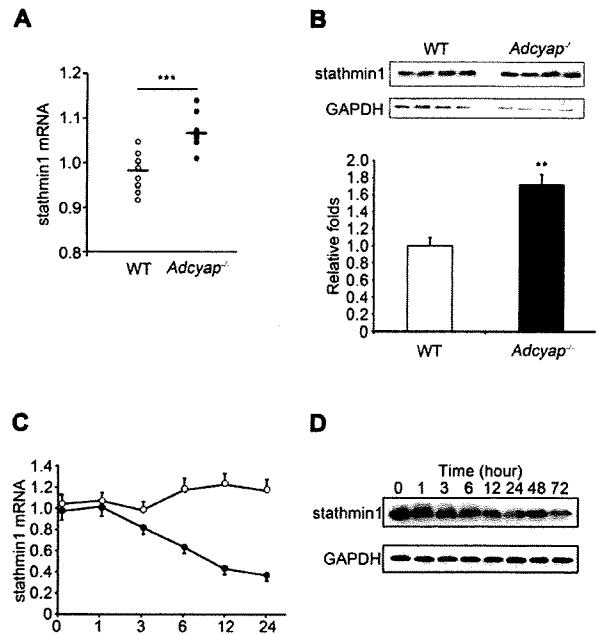 A
stathmin1 mRNA
1.2
1.1
1.0
0.9
0.8
***
WT
Adcyap-/-
B
WT
Adcyap-/-
stathmin1
GAPDH
Relative folds
2.0
1.8
1.6
1.4
1.2
1.0
0.8
0.6
0.4
0.2
0
**
WT
Adcyap-/-
C
stathmin1 mRNA
1.4
1.2
1.0
0.8
0.6
0.4
0.2
0
0 1 3 6 12 24
D
Time (hour)
0 1 3 6 12 24 48 72
stathmin1
GAPDH